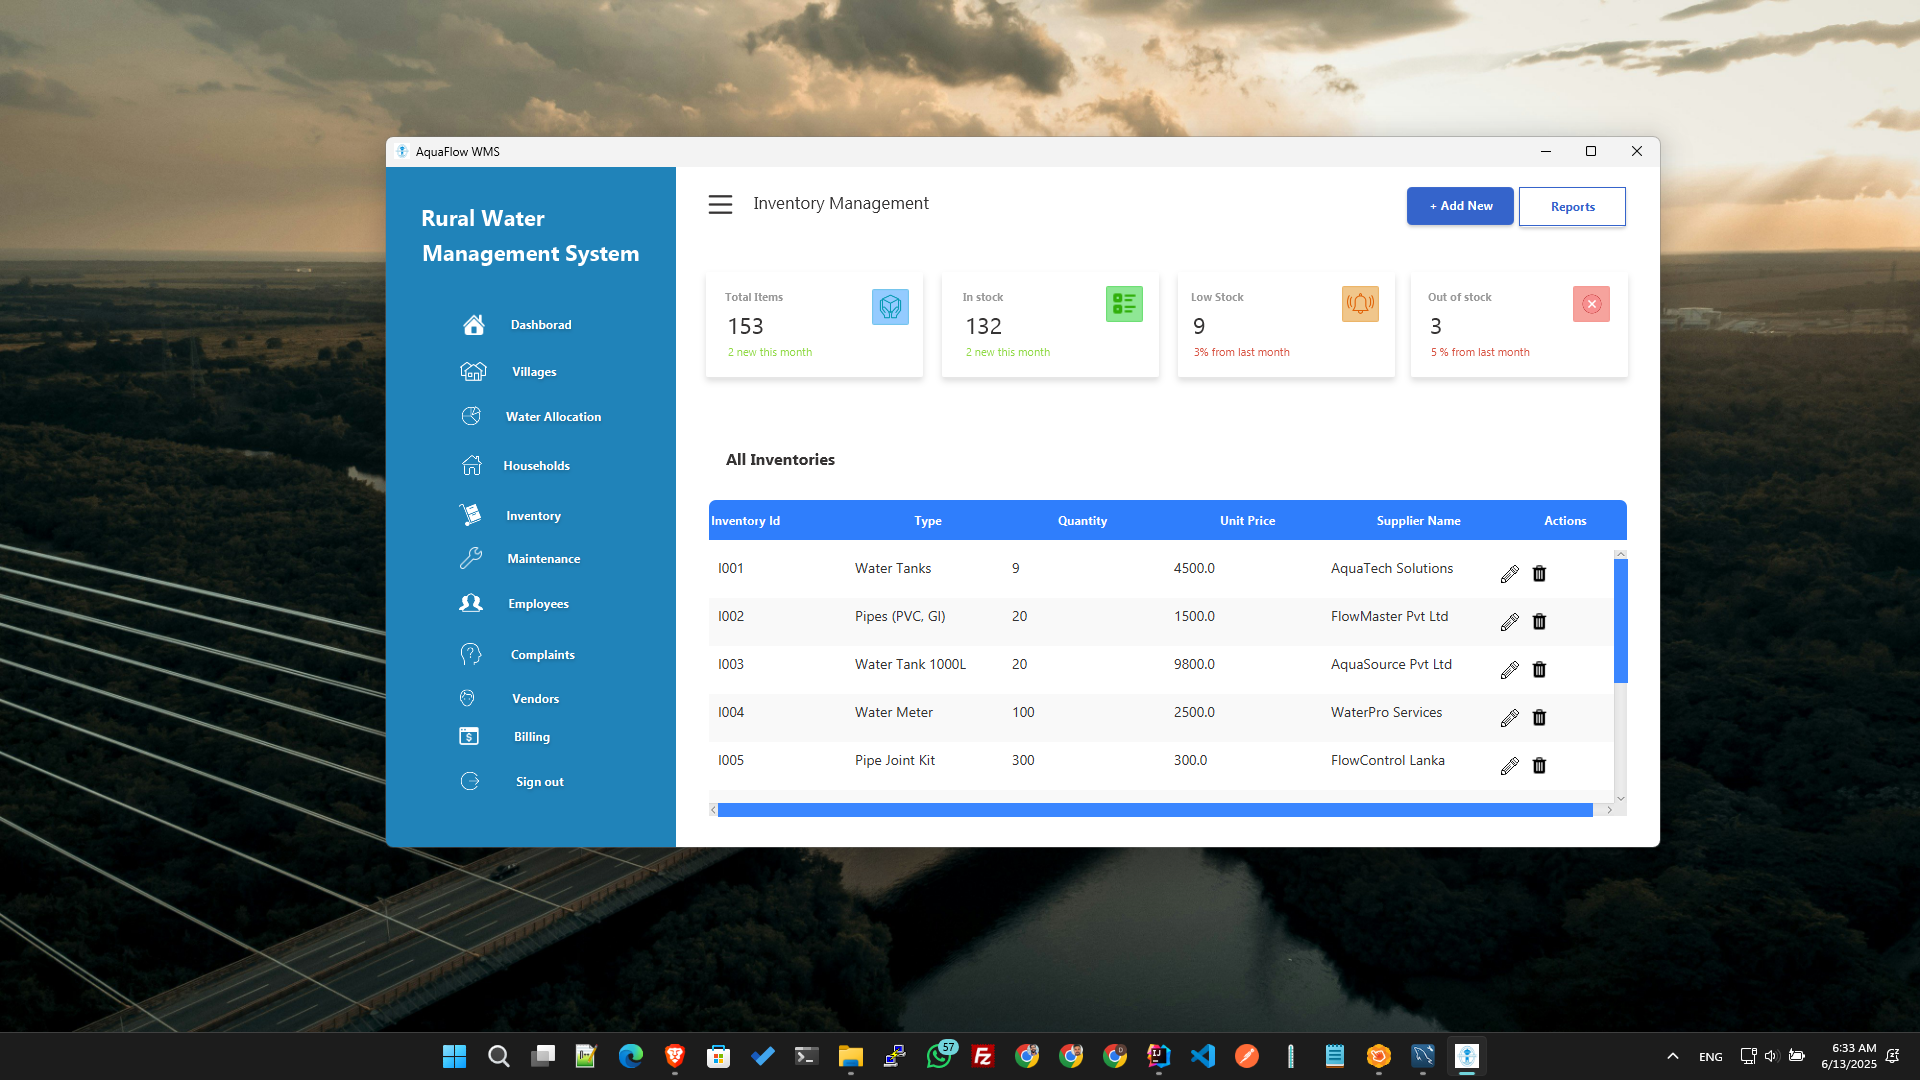 AquaFlow WMS
Rural Water
Management System
Dashborad
Villages
Water Allocation
Households
Inventory
Maintenance
Employees
Complaints
Vendors
Billing
Sign out
Inventory Management
+ Add New
Reports
Total Items
153
2 new this month
In stock
132
2 new this month
Low Stock
9
3% from last month
Out of stock
3
5 % from last month
All Inventories
Inventory Id Type Quantity Unit Price Supplier Name Actions
I001 Water Tanks 9 4500.0 AquaTech Solutions
I002 Pipes (PVC, GI) 20 1500.0 FlowMaster Pvt Ltd
I003 Water Tank 1000L 20 9800.0 AquaSource Pvt Ltd
I004 Water Meter 100 2500.0 WaterPro Services
I005 Pipe Joint Kit 300 300.0 FlowControl Lanka
57
ENG
6:33 AM
6/13/2025